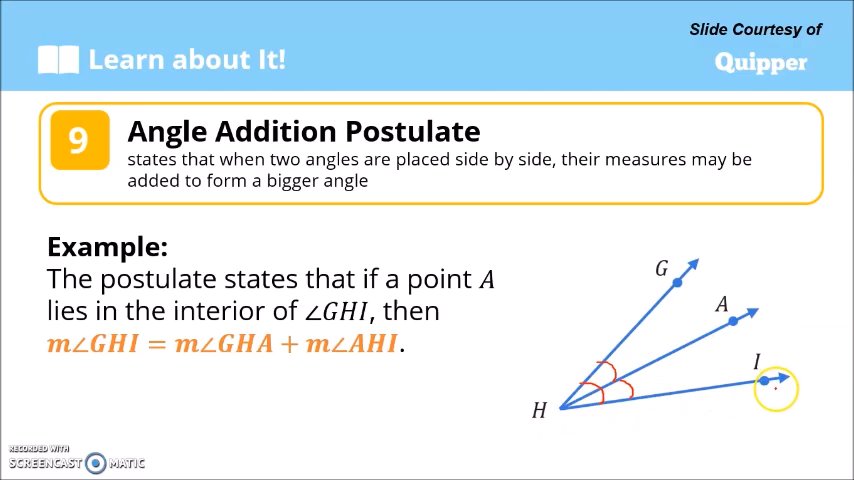 Slide Courtesy of
Learn about It!
Quipper
9
Angle Addition Postulate
states that when two angles are placed side by side, their measures may be
added to form a bigger angle
Example:
The postulate states that if a point A
lies in the interior of ∠GHI, then
m∠GHI = m∠GHA + m∠AHI.
G
A
I
H
RECORDED WITH
SCREENCAST MATIC